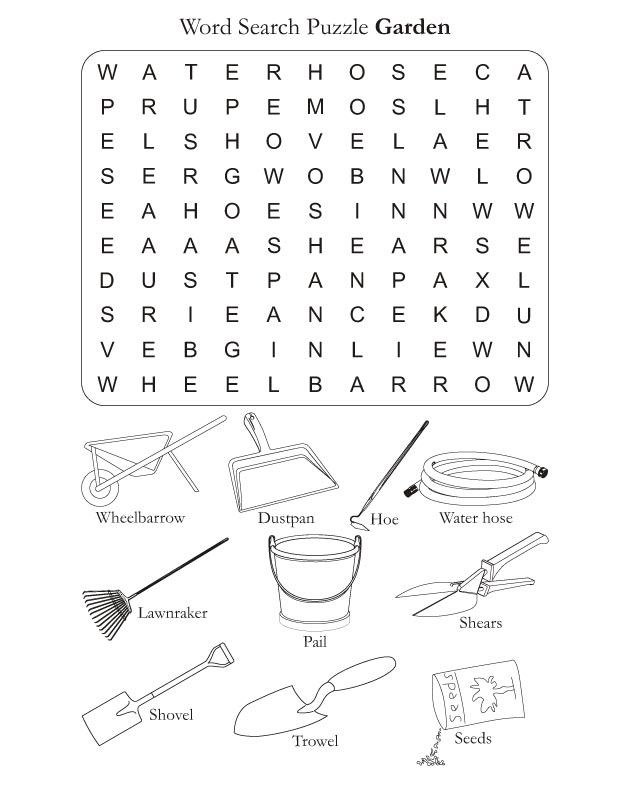 Word Search Puzzle Garden
W A T E R H O S E C A
P R U P E M O S L H T
E L S H O V E L A E R
S E R G W O B N W L O
E A H O E S I N N W W
E A A A S H E A R S E
D U S T P A N P A X L
S R I E A N C E K D U
V E B G I N L I E W N
W H E E L B A R R O W
Wheelbarrow Dustpan Hoe Water hose
Lawnraker Pail Shears
Shovel Trowel Seeds
Seeds